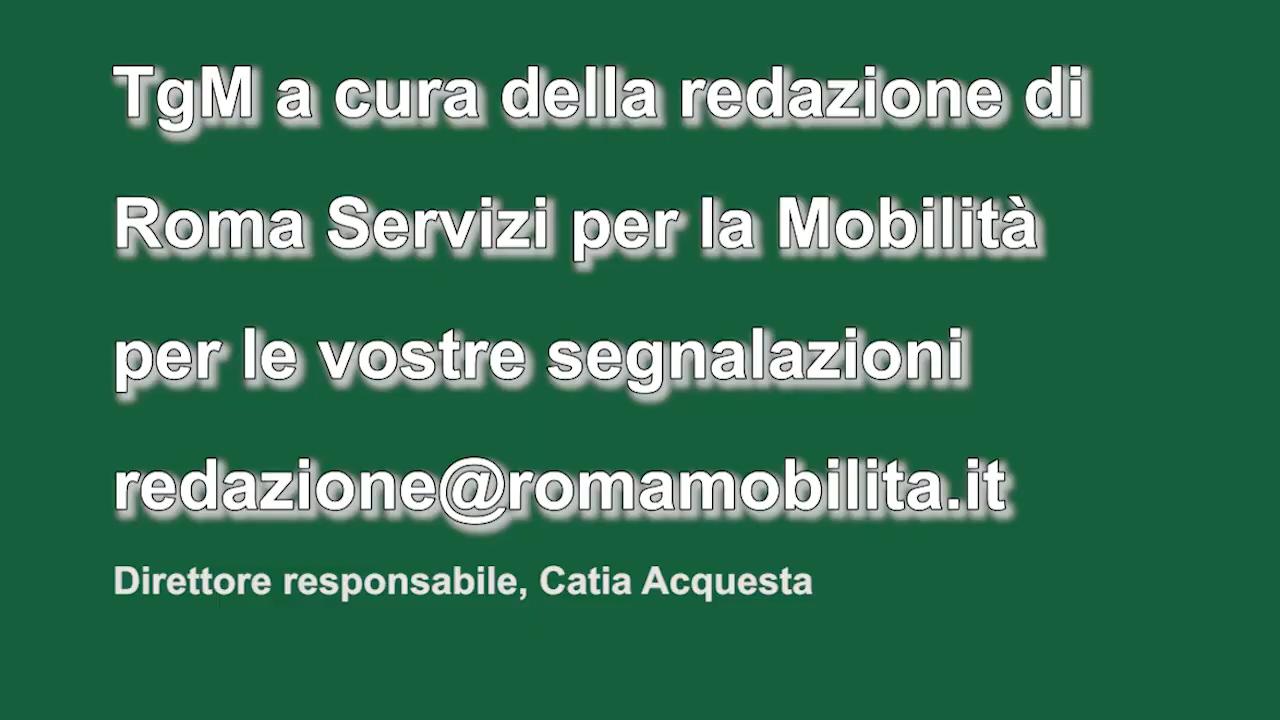 TgM a cura della redazione di
Roma Servizi per la Mobilità
per le vostre segnalazioni
redazione@romamobilita.it
Direttore responsabile, Catia Acquesta